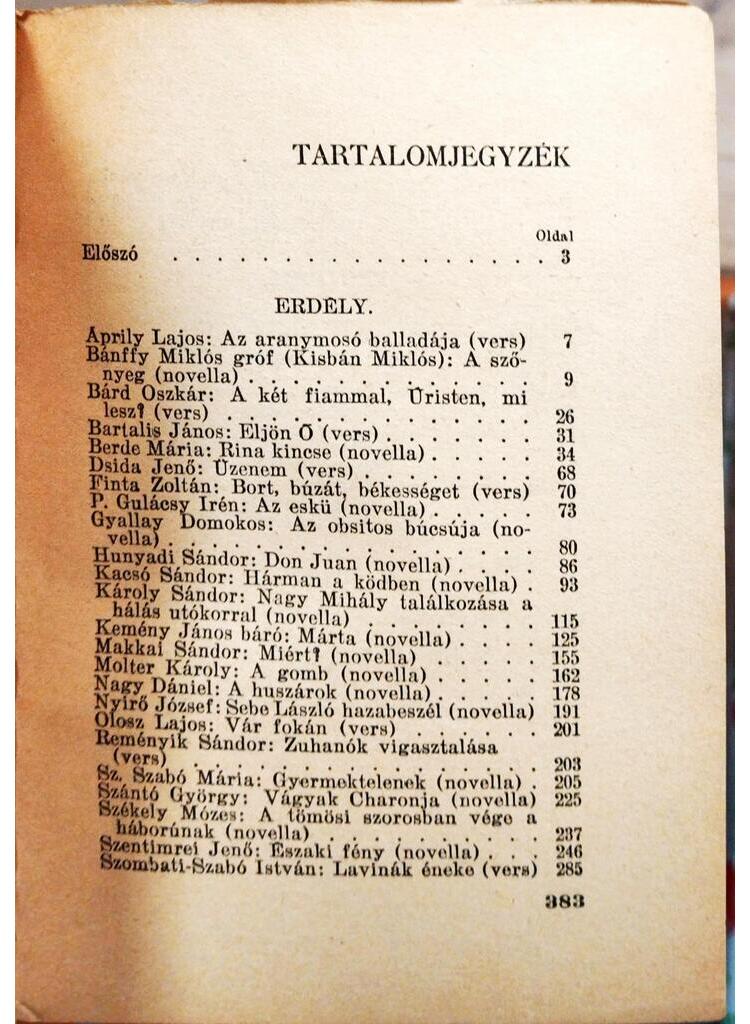 TARTALOMJEGYZÉK
Oldal
Előszó . . . . . . . . . . . . . . . . 3
ERDÉLY.
Áprily Lajos: Az aranymosó balladája (vers) 7
Bánffy Miklós gróf (Kisbán Miklós): A sző-
nyeg (novella) . . . . . . . . . . . . 9
Bárd Oszkár: A két fiammal, Úristen, mi
lesz? (vers) . . . . . . . . . . . . . 26
Bartalis János: Eljön Ő (vers) . . . . . . . 31
Berde Mária: Rina kincse (novella) . . . . . 34
Dsida Jenő: Üzenem (vers) . . . . . . . . 68
Finta Zoltán: Bort, búzát, békességet (vers) 70
P. Gulácsy Irén: Az eskü (novella) . . . . . 73
Gyallay Domokos: Az obsitos búcsúja (no-
vella) . . . . . . . . . . . . . . . . 80
Hunyadi Sándor: Don Juan (novella) . . . . 86
Kacsó Sándor: Hárman a ködben (novella) . 93
Károly Sándor: Nagy Mihály találkozása a
hálás utókorral (novella) . . . . . . . . 115
Kemény János báró: Márta (novella) . . . . 125
Makkai Sándor: Miért? (novella) . . . . . . 155
Molter Károly: A gomb (novella) . . . . . 162
Nagy Dániel: A huszárok (novella) . . . . . 178
Nyirő József: Sebe László hazabeszél (novella) 191
Olosz Lajos: Vár fokán (vers) . . . . . . 201
Reményik Sándor: Zuhanók vigasztalása
(vers) . . . . . . . . . . . . . . . . 203
Sz. Szabó Mária: Gyermektelenek (novella) . 205
Szántó György: Vágyak Charonja (novella) 225
Székely Mózes: A tömösi szorosban vége a
háborúnak (novella) . . . . . . . . . . 237
Szentimrei Jenő: Északi fény (novella) . . . 246
Szombati-Szabó István: Lavinák éneke (vers) 285
383